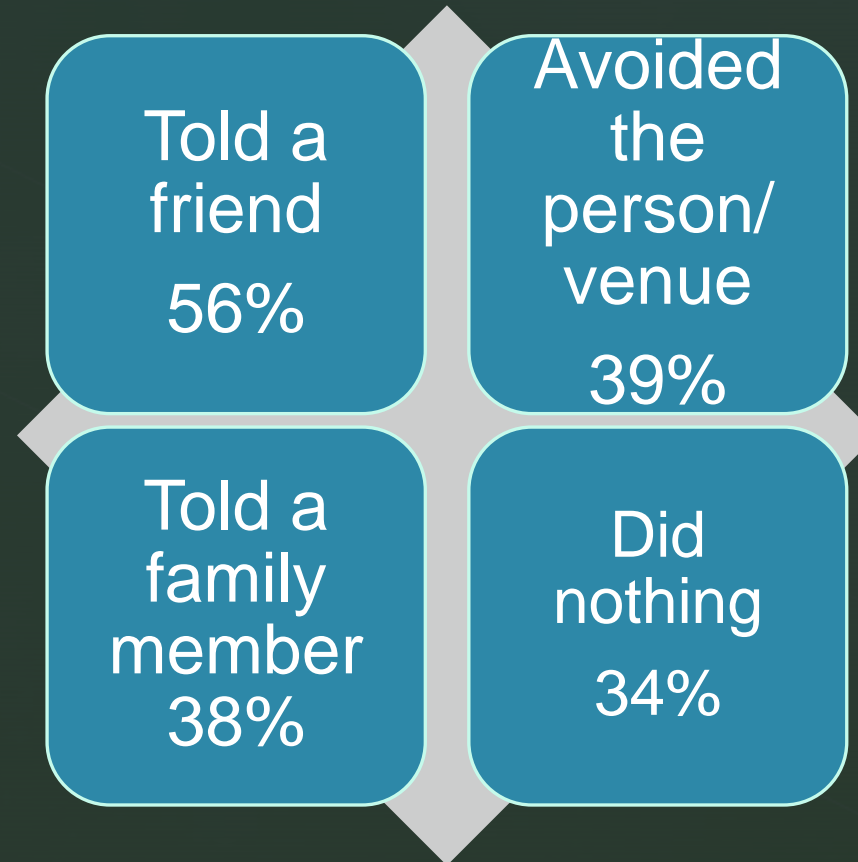 Told a
friend
56%
Avoided
the
person/
venue
39%
Told a
family
member
38%
Did
nothing
34%